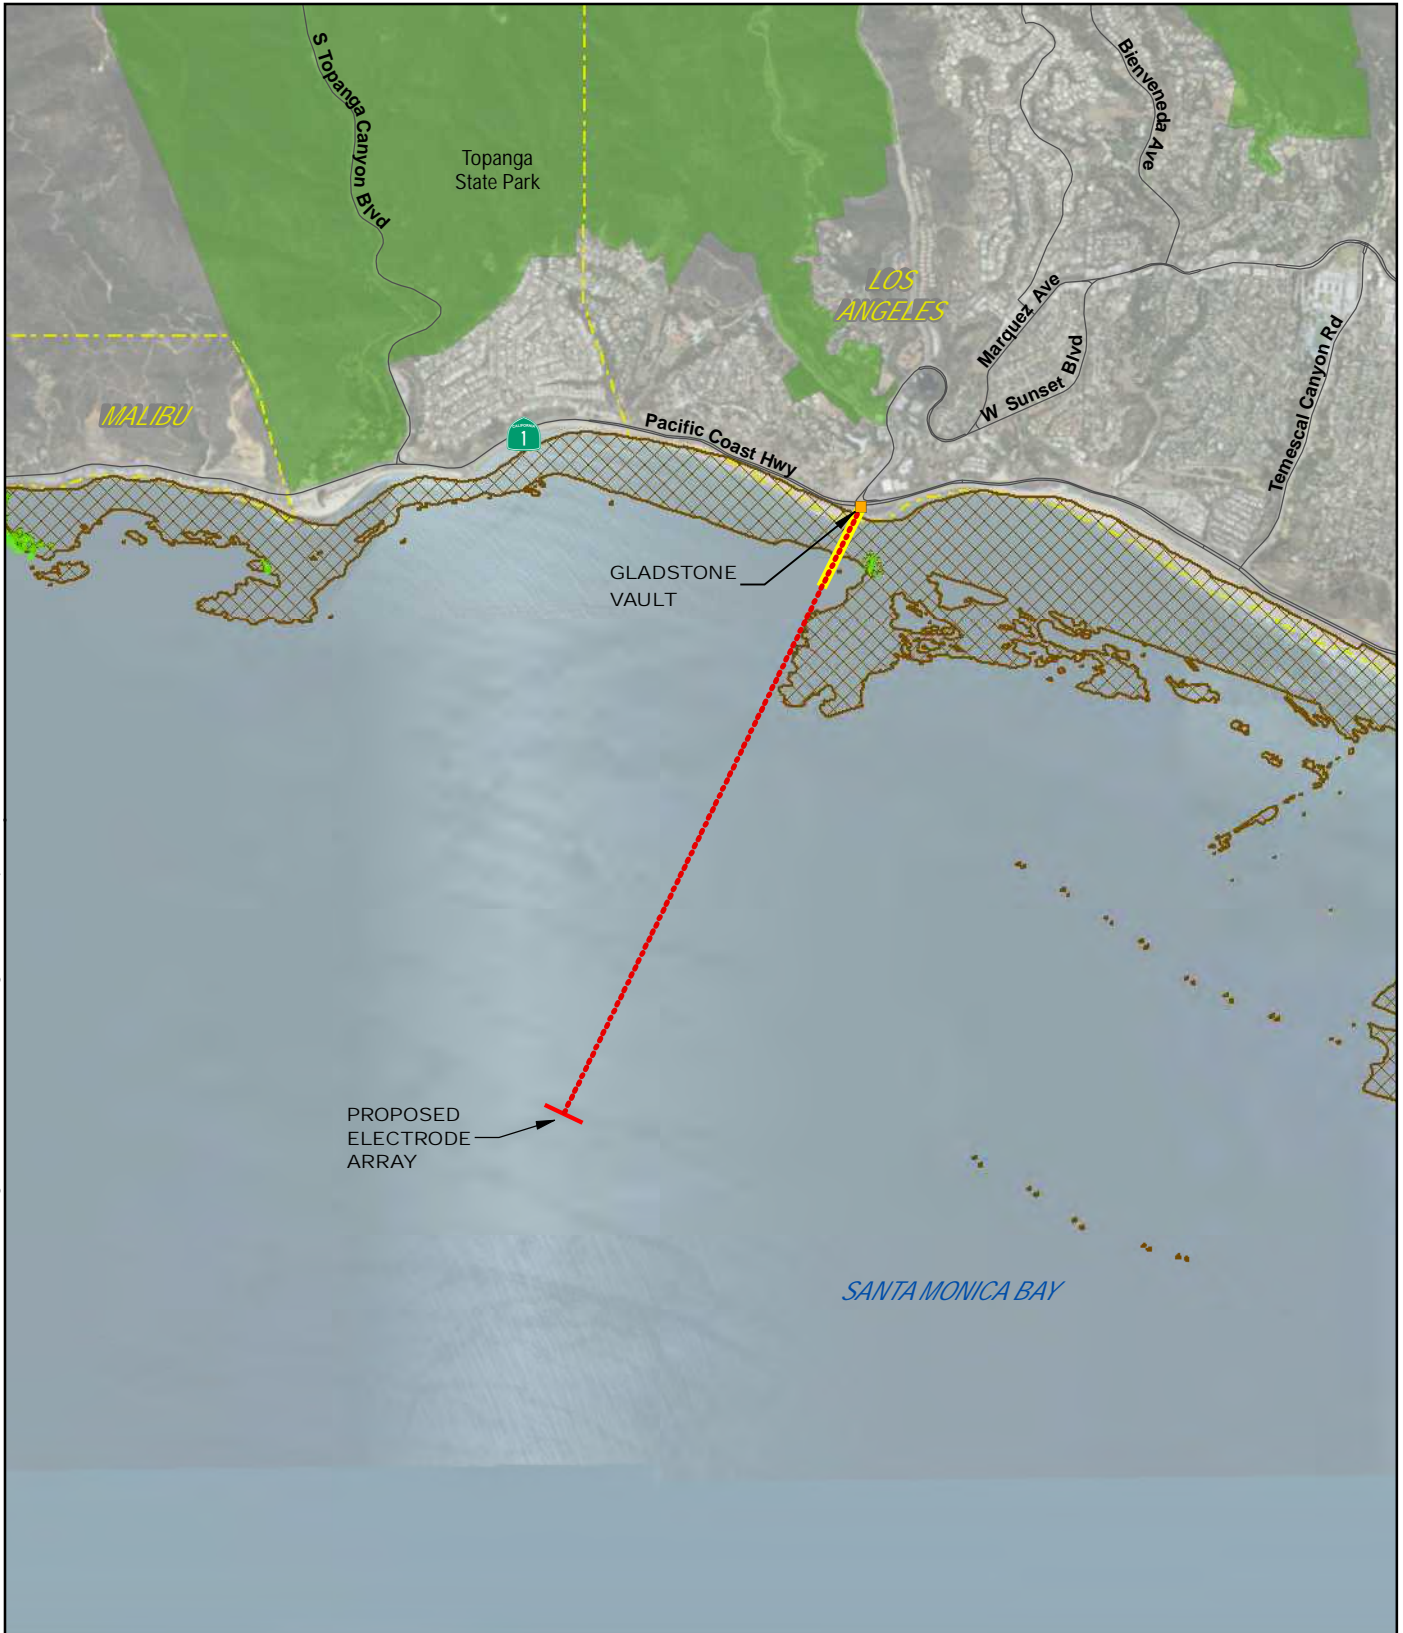 S Topanga Canyon Blvd
Bienveneda Ave
Topanga
State Park
LOS
ANGELES
Marquez Ave
W Sunset Blvd
Temescal Canyon Rd
MALIBU
CALIFORNIA
1
Pacific Coast Hwy
GLADSTONE
VAULT
PROPOSED
ELECTRODE
ARRAY
SANTA MONICA BAY